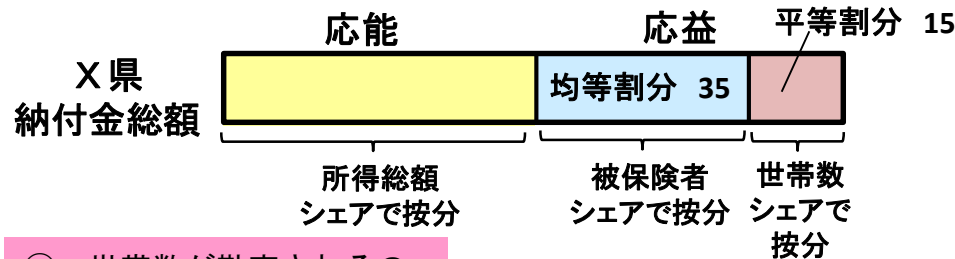 応能
応益
平等割分 15
X県
納付金総額
均等割分 35
所得総額
シェアで按分
被保険者
シェアで按分
世帯数
シェアで
按分